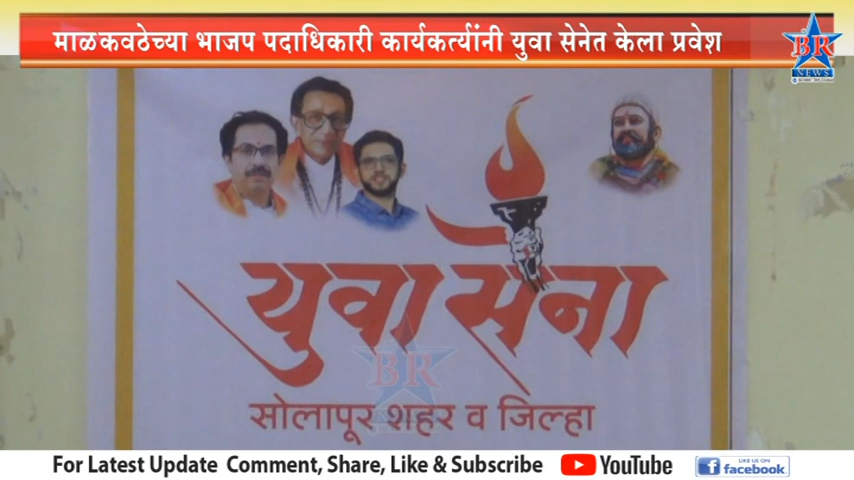 माळकवठेच्या भाजप पदाधिकारी कार्यकर्त्यांनी युवा सेनेत केला प्रवेश
BR
NEWS
युवा सेना
BR
सोलापूर शहर व जिल्हा
For Latest Update Comment, Share, Like & Subscribe YouTube LIKE US ON facebook